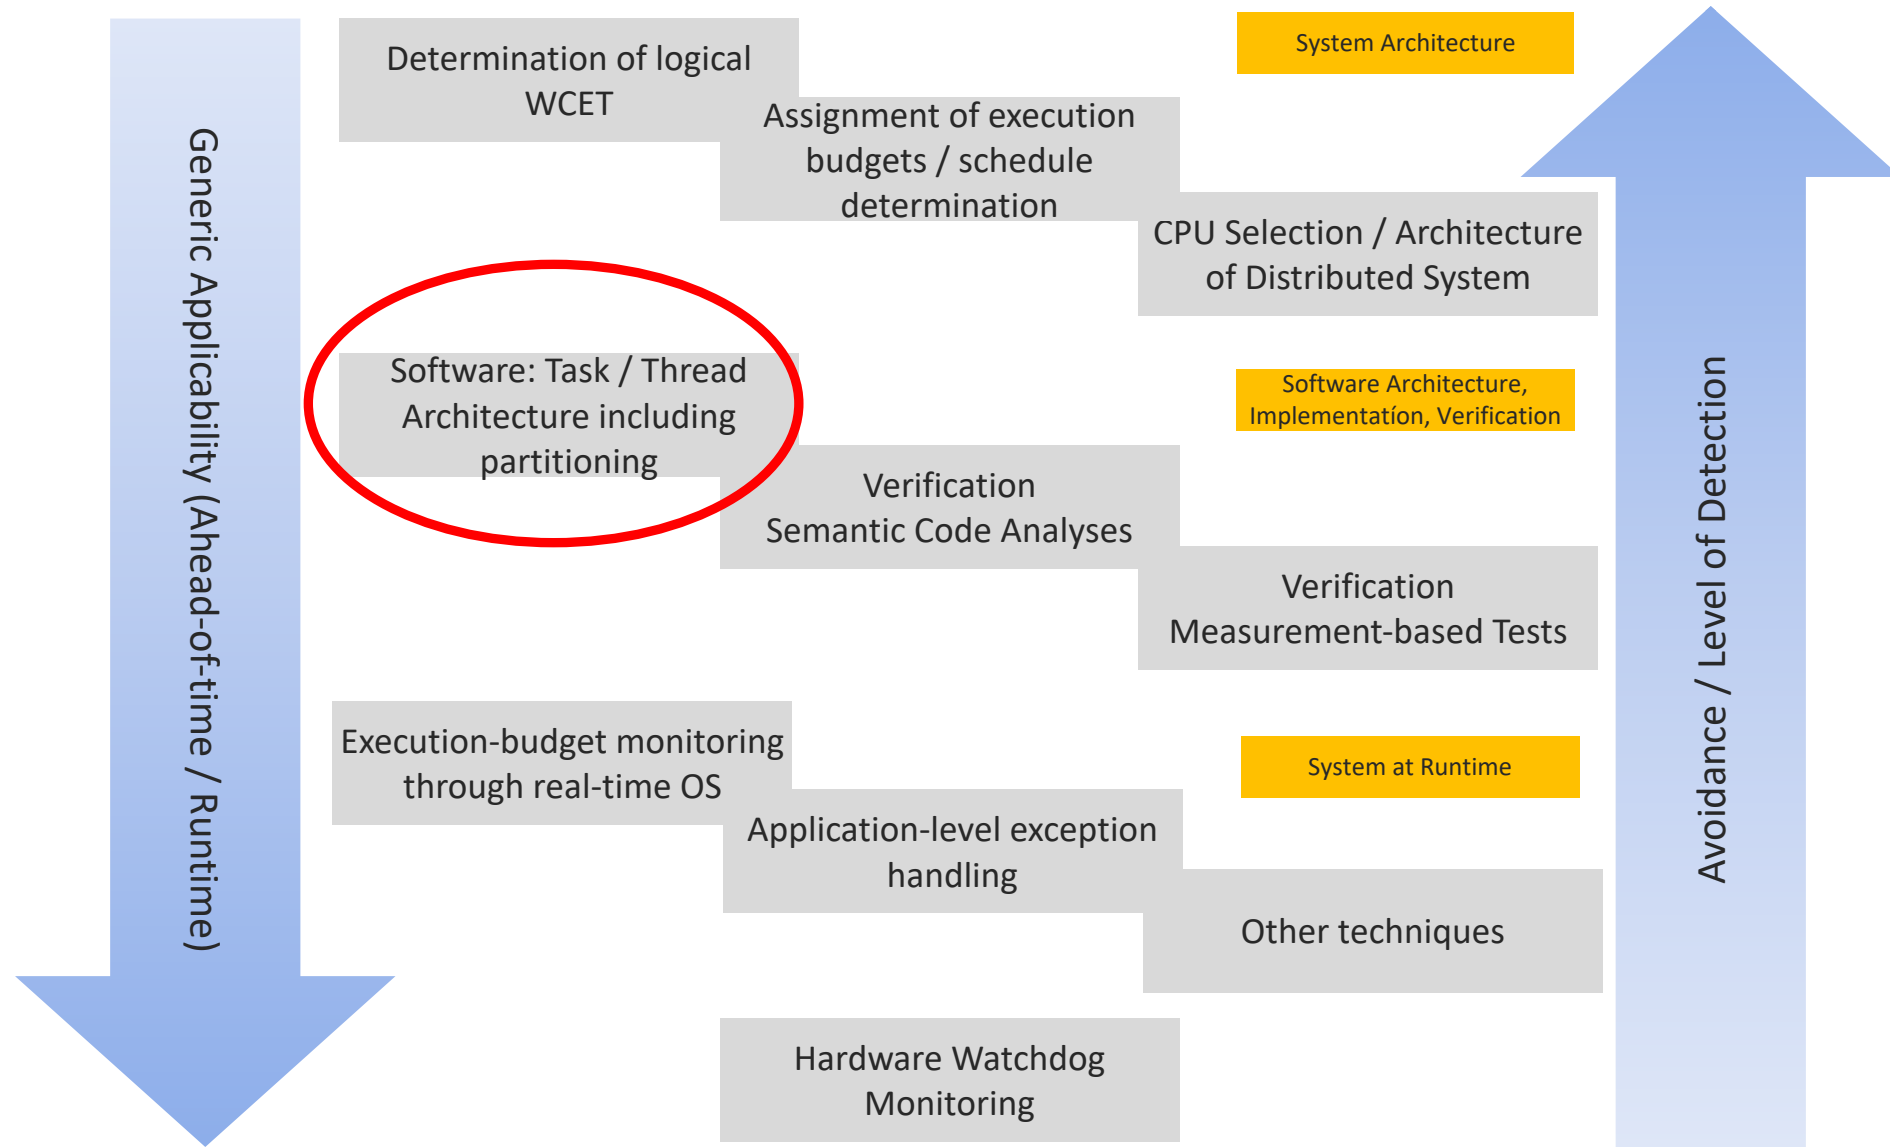 Determination of logical
WCET
System Architecture
Assignment of execution
budgets / schedule
determination
CPU Selection / Architecture
of Distributed System
Generic Applicability (Ahead-of-time / Runtime)
Software: Task / Thread
Architecture including
partitioning
Software Architecture,
Implementatíon, Verification
Verification
Semantic Code Analyses
Verification
Measurement-based Tests
Avoidance / Level of Detection
Execution-budget monitoring
through real-time OS
System at Runtime
Application-level exception
handling
Other techniques
Hardware Watchdog
Monitoring